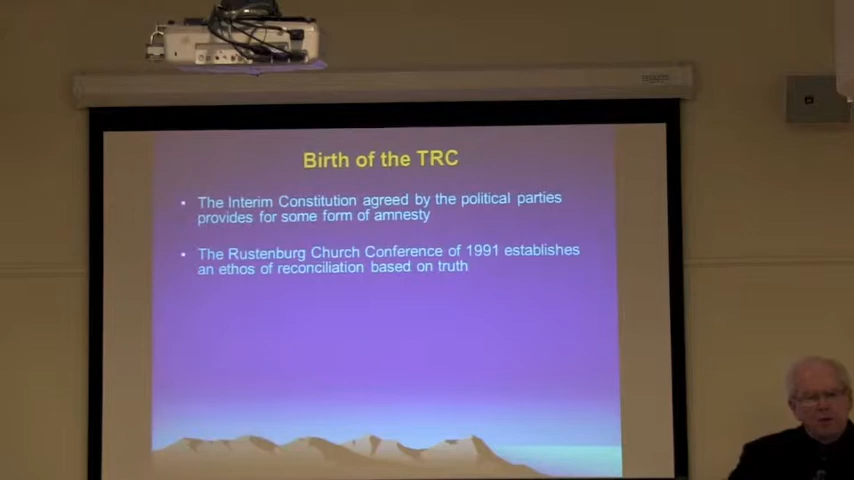 Birth of the TRC
• The Interim Constitution agreed by the political parties
provides for some form of amnesty
• The Rustenburg Church Conference of 1991 establishes
an ethos of reconciliation based on truth